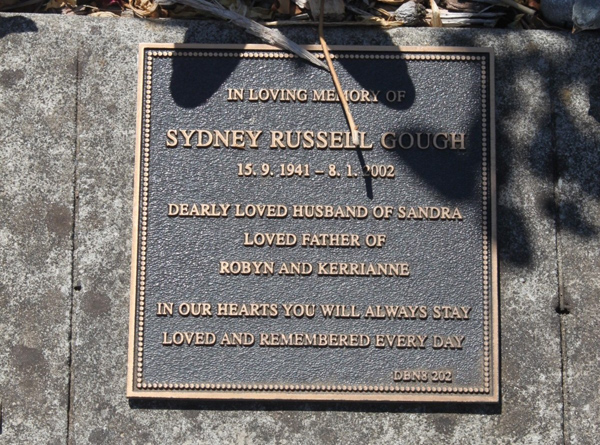 IN LOVING MEMORY OF
SYDNEY RUSSELL GOUGH
15. 9. 1941 – 8. 1. 2002
DEARLY LOVED HUSBAND OF SANDRA
LOVED FATHER OF
ROBYN AND KERRIANNE
IN OUR HEARTS YOU WILL ALWAYS STAY
LOVED AND REMEMBERED EVERY DAY
DBN8 202